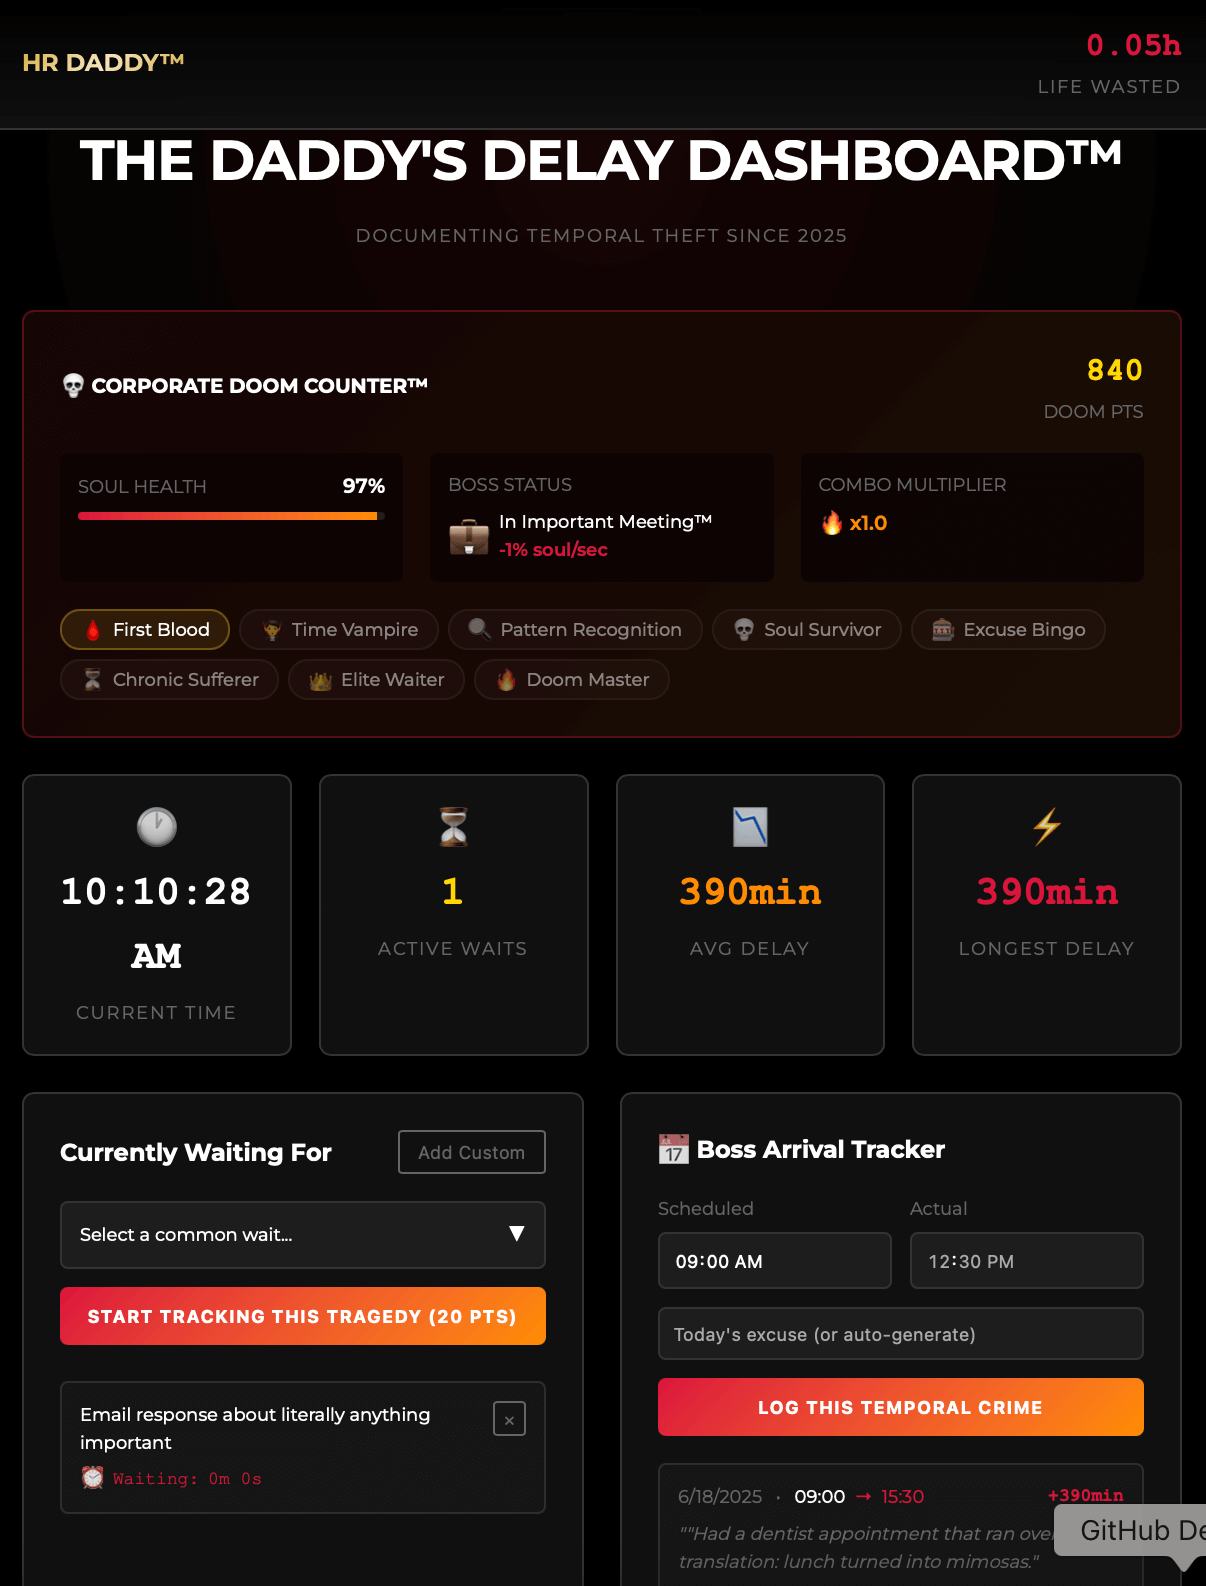 HR DADDY™
0.05h
LIFE WASTED
THE DADDY'S DELAY DASHBOARD™
DOCUMENTING TEMPORAL THEFT SINCE 2025
CORPORATE DOOM COUNTER™
840
DOOM PTS
SOUL HEALTH
97%
BOSS STATUS
In Important Meeting™
-1% soul/sec
COMBO MULTIPLIER
x1.0
First Blood
Time Vampire
Pattern Recognition
Soul Survivor
Excuse Bingo
Chronic Sufferer
Elite Waiter
Doom Master
10:10:28
AM
CURRENT TIME
1
ACTIVE WAITS
390min
AVG DELAY
390min
LONGEST DELAY
Currently Waiting For
Add Custom
Select a common wait...
START TRACKING THIS TRAGEDY (20 PTS)
Email response about literally anything
important
×
Waiting: 0m 0s
JUL
17
Boss Arrival Tracker
Scheduled
Actual
09:00 AM
12:30 PM
Today's excuse (or auto-generate)
LOG THIS TEMPORAL CRIME
6/18/2025 · 09:00 → 15:30
+390min
""Had a dentist appointment that ran over
translation: lunch turned into mimosas."
GitHub De